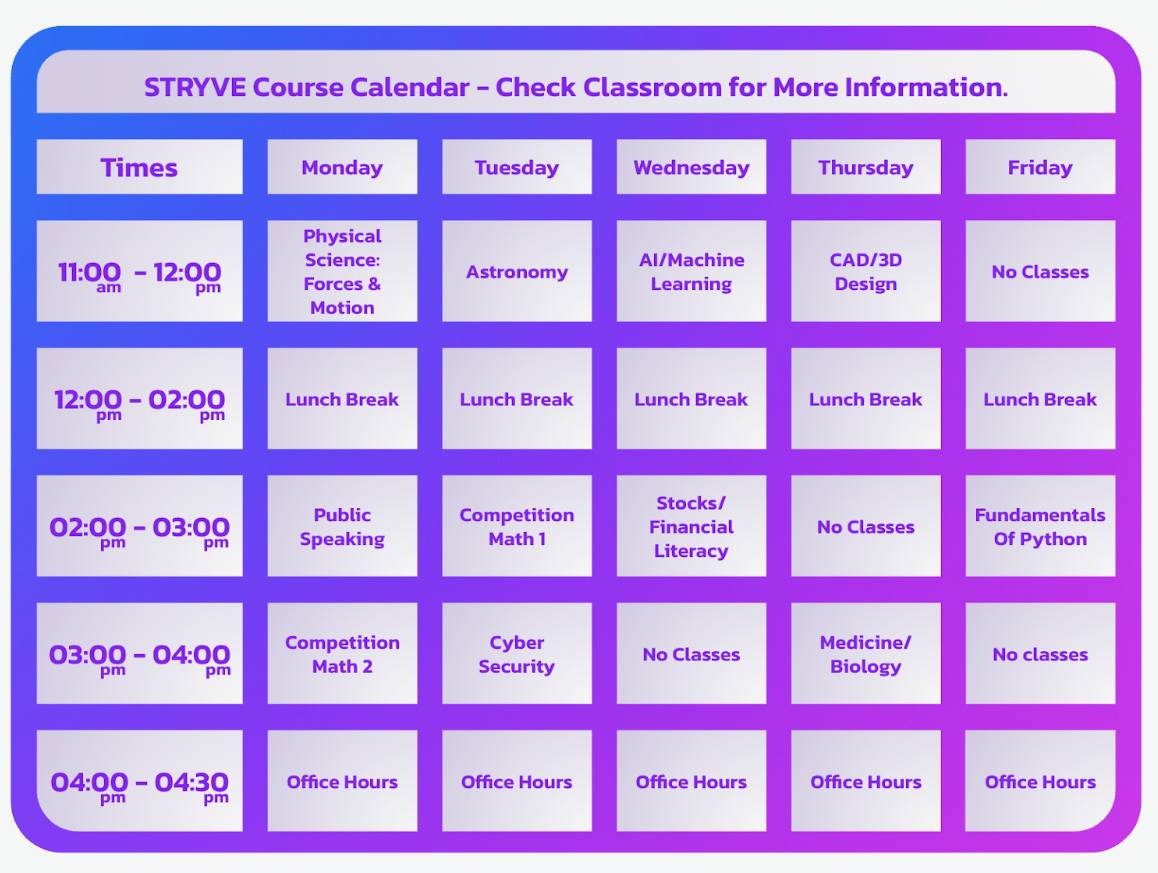 STRYVE Course Calendar - Check Classroom for More Information.
Times
Monday
Tuesday
Wednesday
Thursday
Friday
11:00 am - 12:00 pm
Physical
Science:
Forces &
Motion
Astronomy
AI/Machine
Learning
CAD/3D
Design
No Classes
12:00 pm - 02:00 pm
Lunch Break
Lunch Break
Lunch Break
Lunch Break
Lunch Break
02:00 pm - 03:00 pm
Public
Speaking
Competition
Math 1
Stocks/
Financial
Literacy
No Classes
Fundamentals
Of Python
03:00 pm - 04:00 pm
Competition
Math 2
Cyber
Security
No Classes
Medicine/
Biology
No classes
04:00 pm - 04:30 pm
Office Hours
Office Hours
Office Hours
Office Hours
Office Hours